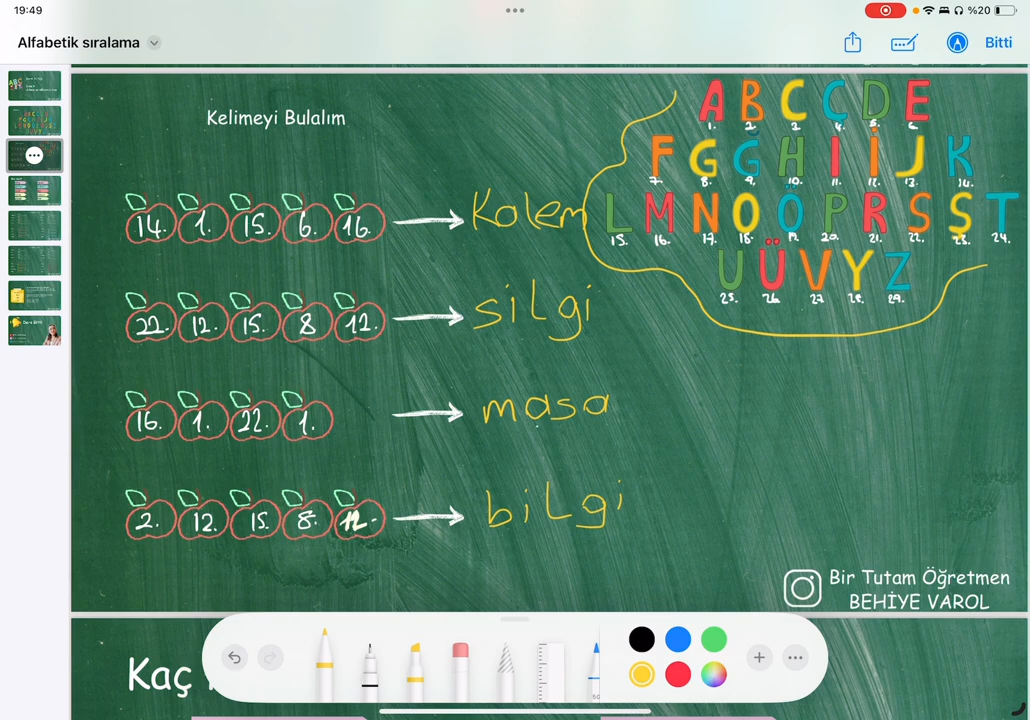 19:49
%20
Alfabetik sıralama
Bitti
Kelimeyi Bulalım
A B C Ç D E
1. 2. 3. 4. 5. 6.
F G Ğ H I İ J K
7. 8. 9. 10. 11. 12. 13. 14.
L M N O Ö P R S Ş T
15. 16. 17. 18. 19. 20. 21. 22. 23. 24.
U Ü V Y Z
25. 26. 27. 28. 29.
14. 1. 15. 6. 16. → Kalem
22. 12. 15. 8 12. → silgi
16. 1. 22. 1. → masa
2. 12. 15. 8. 12. → bilgi
Bir Tutam Öğretmen
BEHİYE VAROL
Kaç